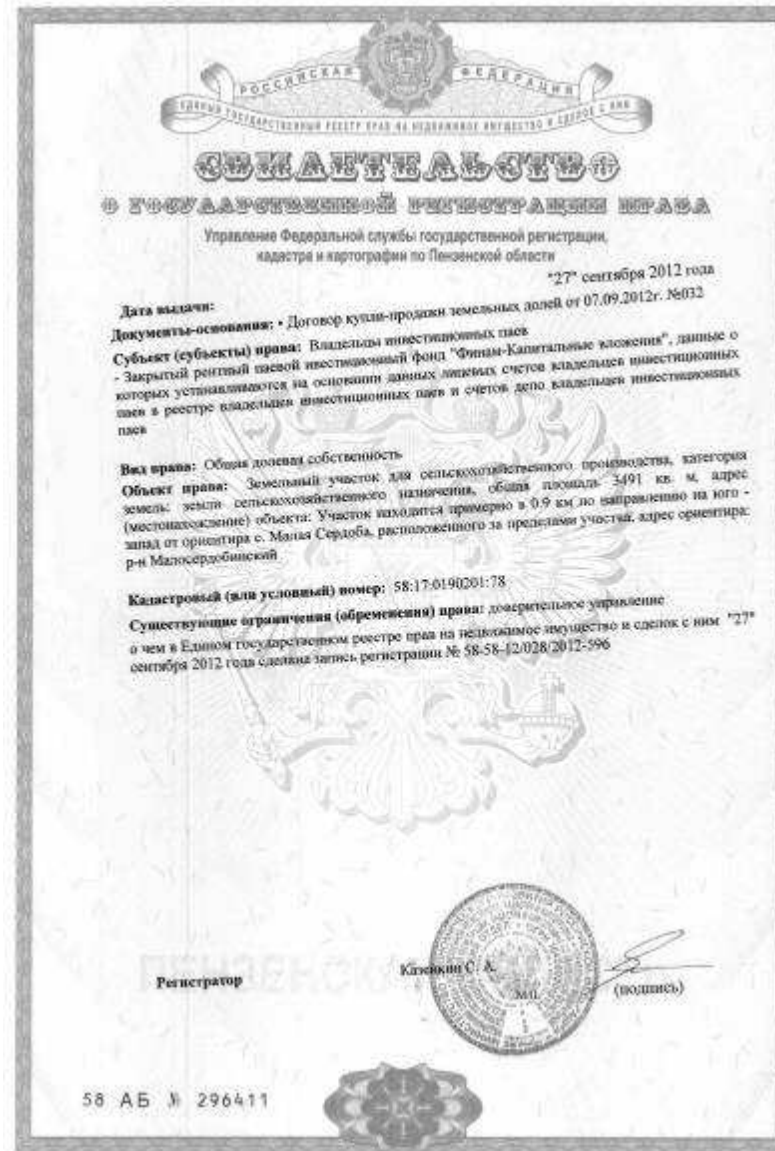 РОССИЙСКАЯ ФЕДЕРАЦИЯ
ЕДИНЫЙ ГОСУДАРСТВЕННЫЙ РЕЕСТР ПРАВ НА НЕДВИЖИМОЕ ИМУЩЕСТВО И СДЕЛОК С НИМ
СВИДЕТЕЛЬСТВО
О ГОСУДАРСТВЕННОЙ РЕГИСТРАЦИИ ПРАВА
Управление Федеральной службы государственной регистрации,
кадастра и картографии по Пензенской области
"27" сентября 2012 года
Дата выдачи:
Документы-основания: • Договор купли-продажи земельных долей от 07.09.2012г. №032
Субъект (субъекты) права: Владельцы инвестиционных паев
- Закрытый рентный паевой ивестиционный фонд "Финам-Капитальные вложения", данные о
которых устанавливаются на основании данных лицевых счетов владельцев инвестиционных
паев в реестре владельцев инвестиционных паев и счетов депо владельцев инвестиционных
паев
Вид права: Общая долевая собственность
Объект права: Земельный участок для сельскохозяйственного производства, категория
земель: земли сельскохозяйственного назначения, общая площадь 3491 кв. м, адрес
(местонахождение) объекта: Участок находится примерно в 0.9 км по направлению на юго -
запад от ориентира с. Малая Сердоба, расположенного за пределами участка, адрес ориентира:
р-н Малосердобинский
Кадастровый (или условный) номер: 58:17:0190201:78
Существующие ограничения (обременения) права: доверительное управление
о чем в Едином государственном реестре прав на недвижимое имущество и сделок с ним "27"
сентября 2012 года сделана запись регистрации № 58-58-12/028/2012-596
Регистратор
Казенкин С. А.
М.П.
(подпись)
58 АБ № 296411